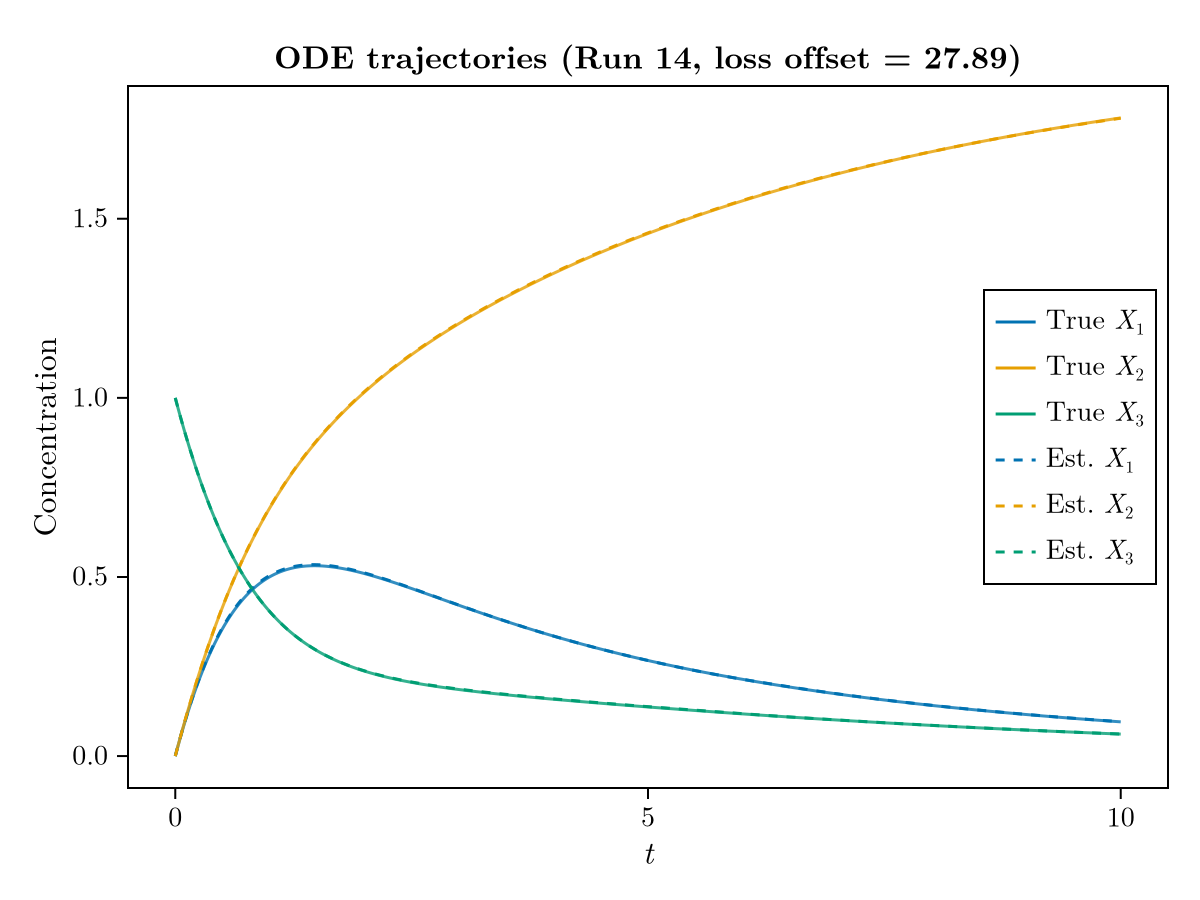 ODE trajectories (Run 14, loss offset = 27.89)
Concentration
1.5
1.0
0.5
0.0
0
5
10
t
True X₁
True X₂
True X₃
Est. X₁
Est. X₂
Est. X₃